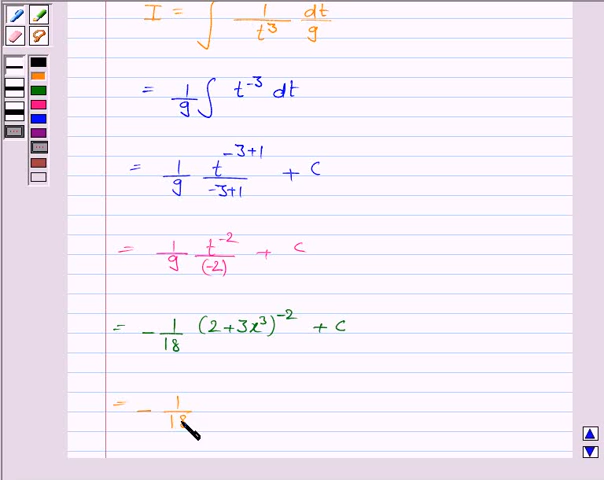 I = ∫ 1/t³ dt/9
= 1/9 ∫ t⁻³ dt
= 1/9 t⁻³⁺¹/-3+1 + C
= 1/9 t⁻²/(-2) + C
= - 1/18 (2+3x³)⁻² + C
= - 1/18